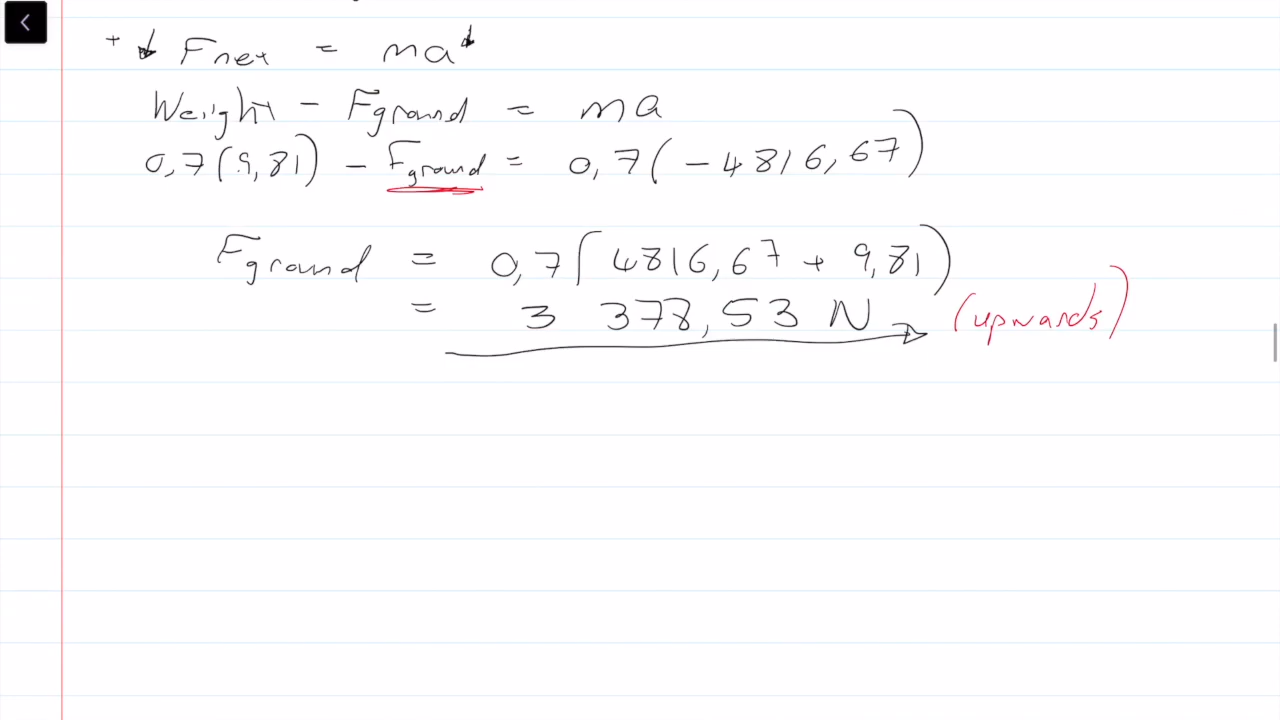 + ↓ Fnet = ma↓
Weight - Fground = ma
0,7(9,81) - Fground = 0,7(-4816,67)
Fground = 0,7(4816,67 + 9,81)
= 3 378,53 N (upwards)